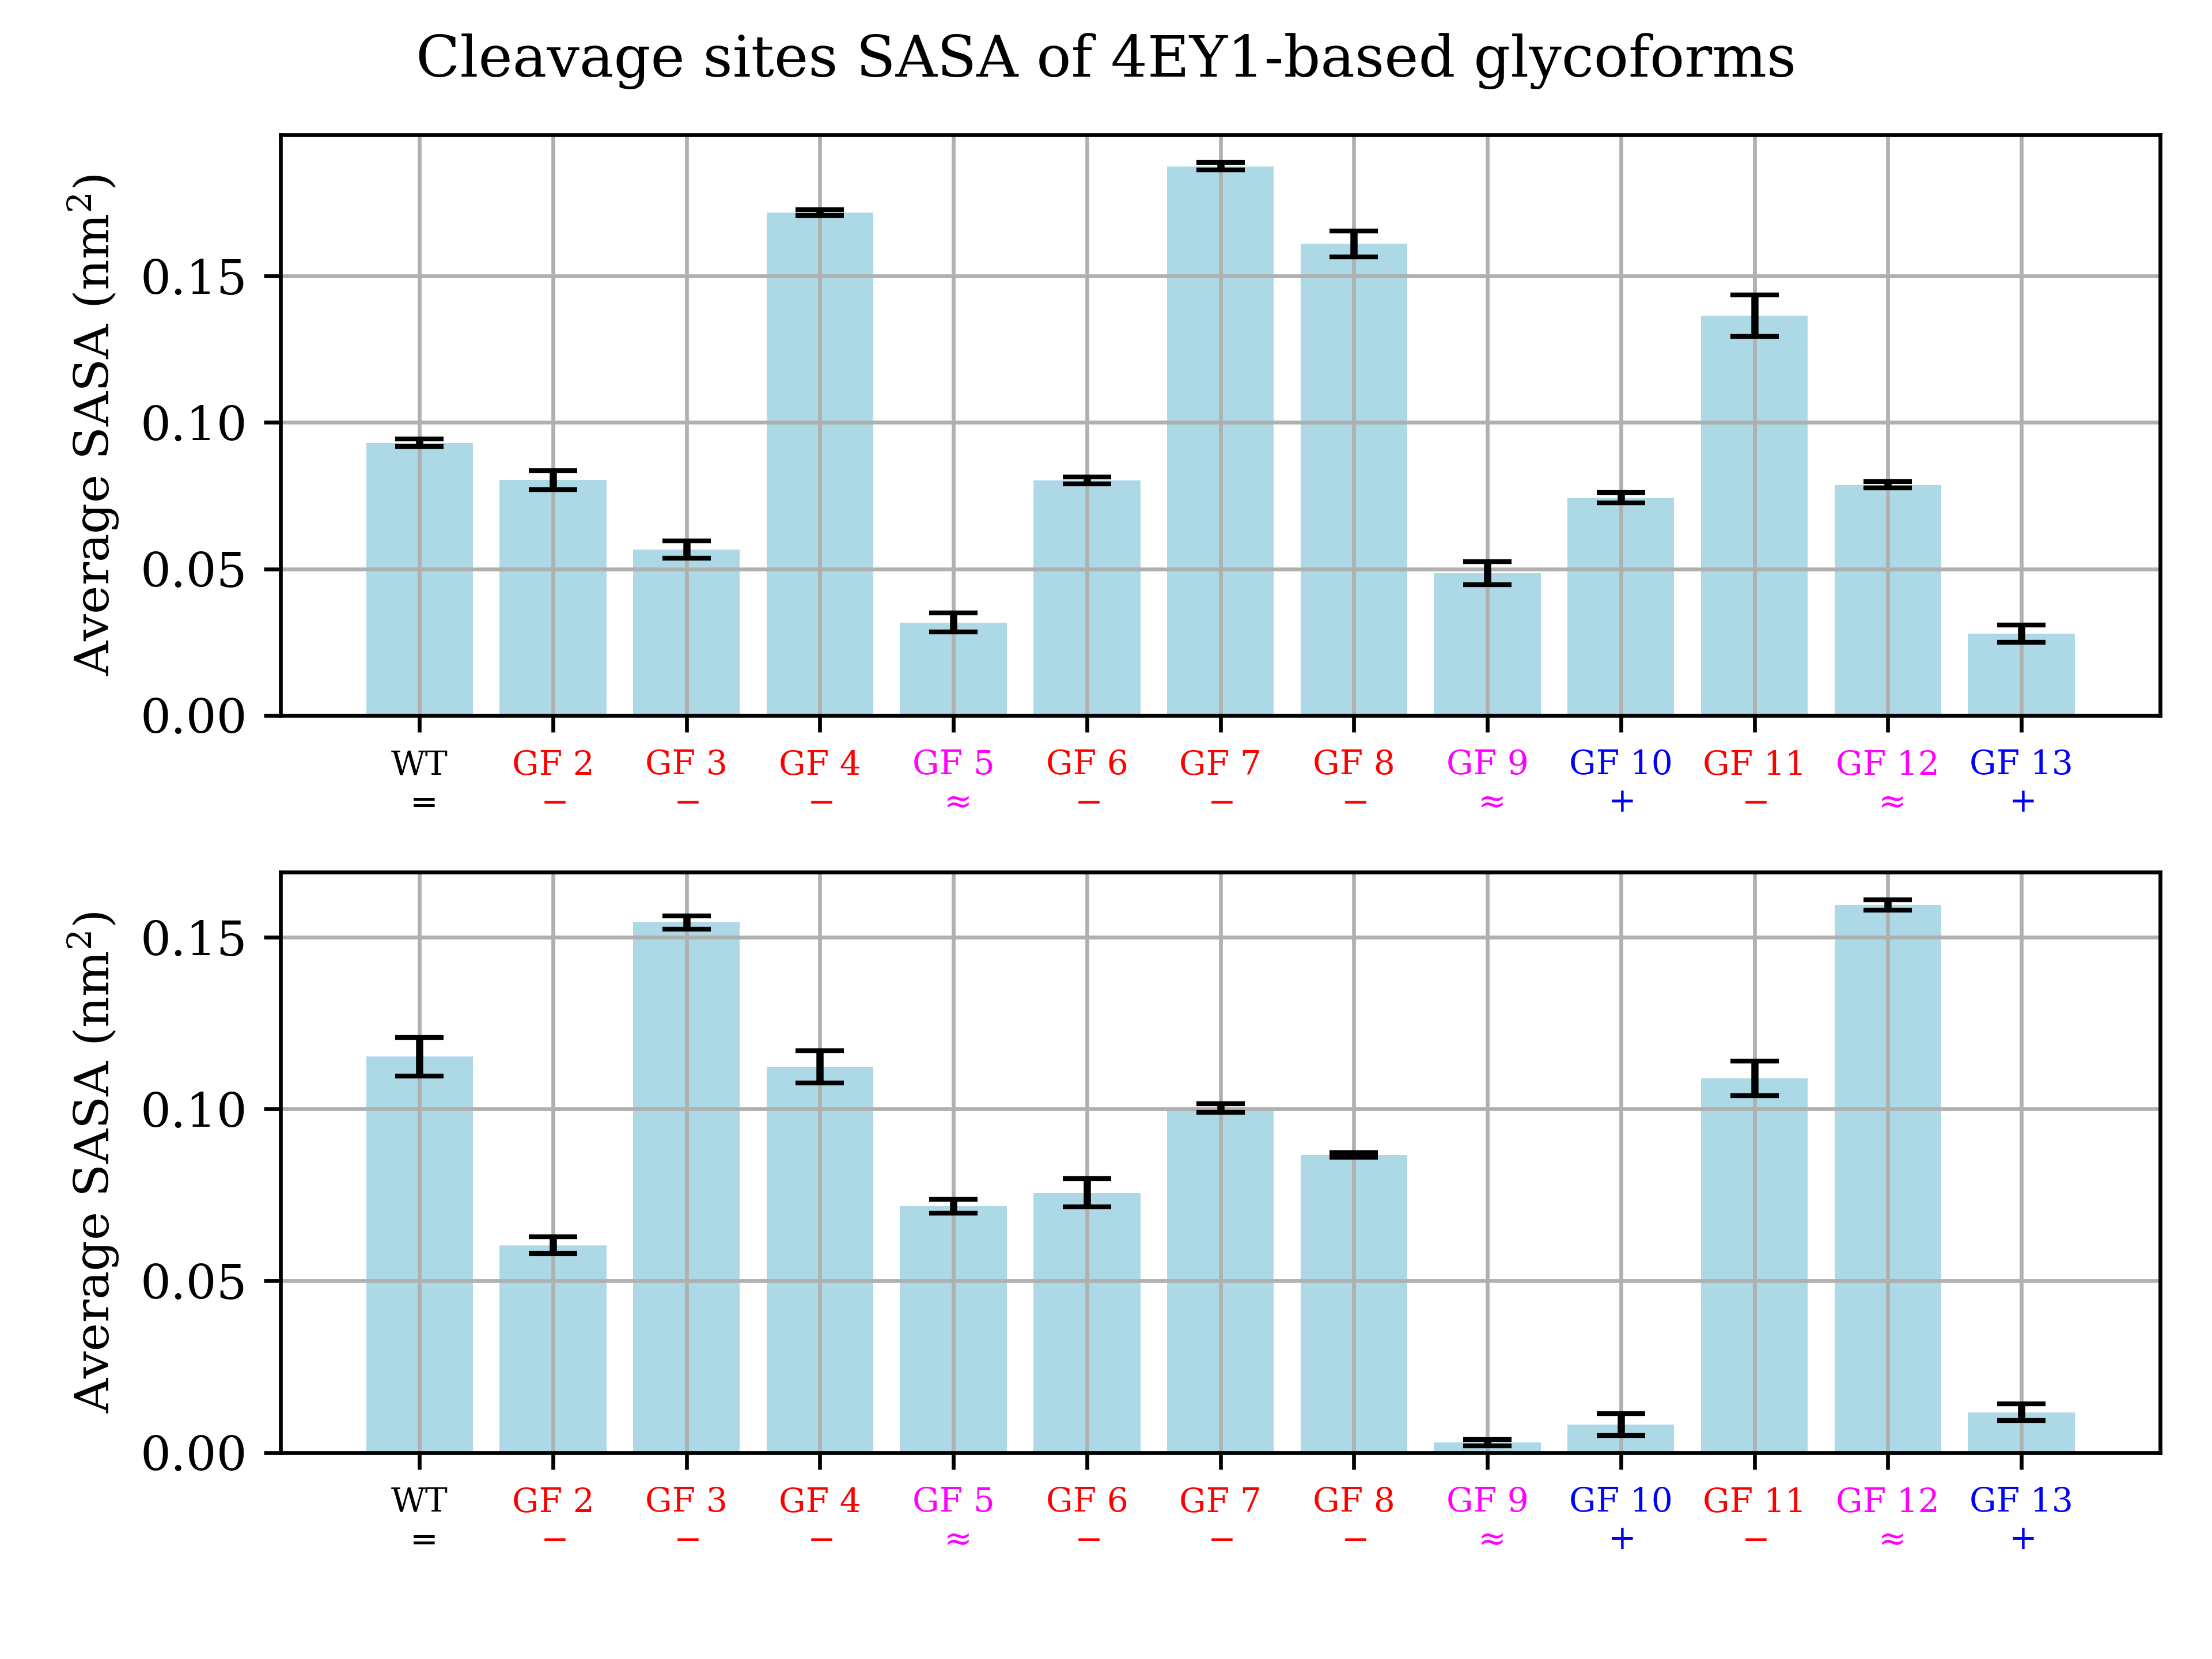 Cleavage sites SASA of 4EY1-based glycoforms
Average SASA (nm²)
0.15
0.10
0.05
0.00
WT GF 2 GF 3 GF 4 GF 5 GF 6 GF 7 GF 8 GF 9 GF 10 GF 11 GF 12 GF 13
= − − − ≈ − − − ≈ + − ≈ +
Average SASA (nm²)
0.15
0.10
0.05
0.00
WT GF 2 GF 3 GF 4 GF 5 GF 6 GF 7 GF 8 GF 9 GF 10 GF 11 GF 12 GF 13
= − − − ≈ − − − ≈ + − ≈ +